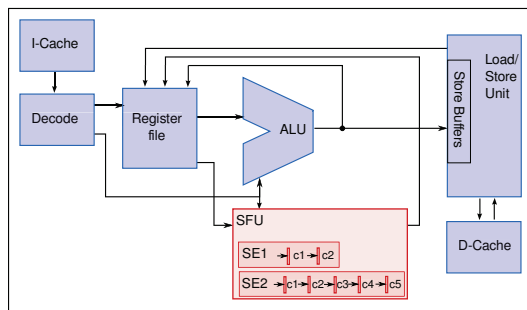 I-Cache
Decode
Register
file
ALU
Store Buffers
Load/
Store
Unit
D-Cache
SFU
SE1 c1 c2
SE2 c1 c2 c3 c4 c5